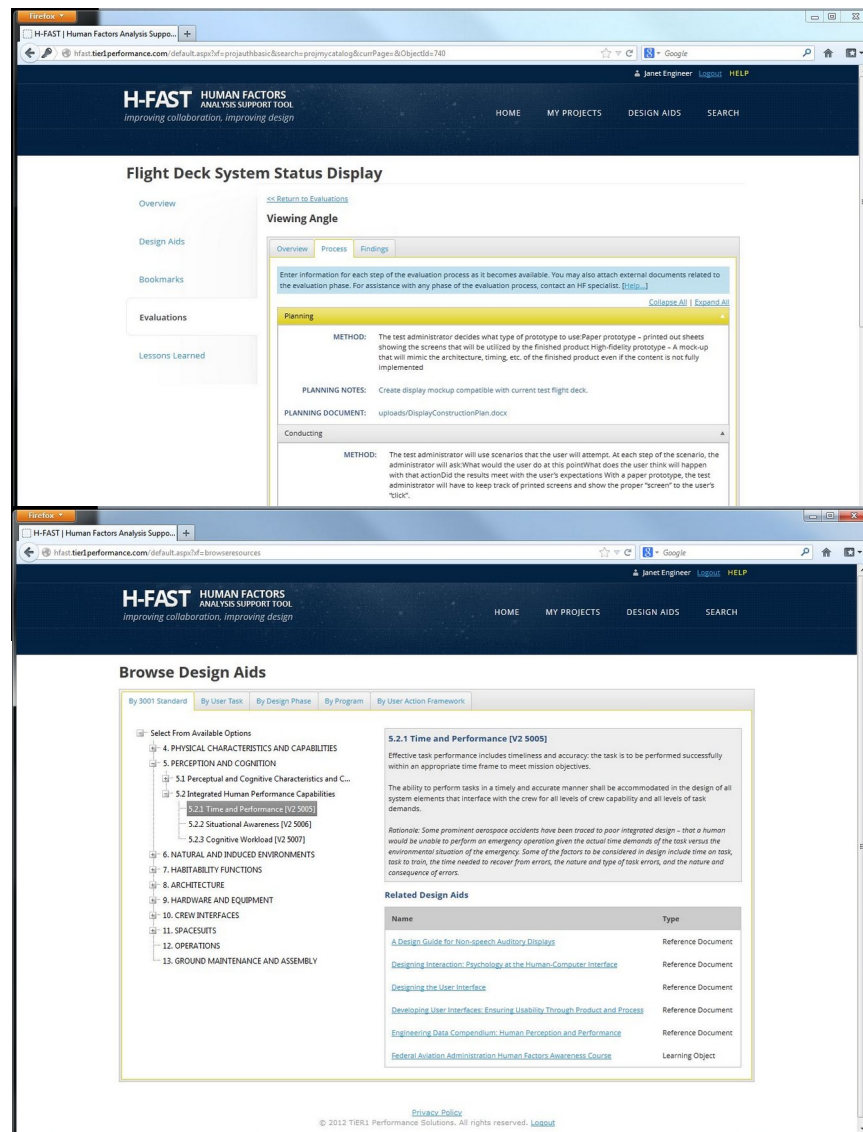 Firefox
H-FAST | Human Factors Analysis Suppo... +
hfast.tier1performance.com/default.aspx?xf=projauthbasic&search=projmycatalog&currPage=&ObjectId=740
Google
Janet Engineer Logout HELP
H-FAST HUMAN FACTORS
ANALYSIS SUPPORT TOOL
improving collaboration, improving design
HOME MY PROJECTS DESIGN AIDS SEARCH
Flight Deck System Status Display
Overview
Design Aids
Bookmarks
Evaluations
Lessons Learned
<< Return to Evaluations
Viewing Angle
Overview Process Findings
Enter information for each step of the evaluation process as it becomes available. You may also attach external documents related to
the evaluation phase. For assistance with any phase of the evaluation process, contact an HF specialist. [Help...]
Collapse All | Expand All
Planning
METHOD: The test administrator decides what type of prototype to use:Paper prototype – printed out sheets
showing the screens that will be utilized by the finished product High-fidelity prototype – A mock-up
that will mimic the architecture, timing, etc. of the finished product even if the content is not fully
implemented
PLANNING NOTES: Create display mockup compatible with current test flight deck.
PLANNING DOCUMENT: uploads/DisplayConstructionPlan.docx
Conducting
METHOD: The test administrator will use scenarios that the user will attempt. At each step of the scenario, the
administrator will ask:What would the user do at this pointWhat does the user think will happen
with that actionDid the results meet with the user's expectations With a paper prototype, the test
administrator will have to keep track of printed screens and show the proper "screen" to the user's
"click".
Firefox
H-FAST | Human Factors Analysis Suppo... +
hfast.tier1performance.com/default.aspx?xf=browseresources
Google
Janet Engineer Logout HELP
H-FAST HUMAN FACTORS
ANALYSIS SUPPORT TOOL
improving collaboration, improving design
HOME MY PROJECTS DESIGN AIDS SEARCH
Browse Design Aids
By 3001 Standard By User Task By Design Phase By Program By User Action Framework
Select From Available Options
4. PHYSICAL CHARACTERISTICS AND CAPABILITIES
5. PERCEPTION AND COGNITION
5.1 Perceptual and Cognitive Characteristics and C...
5.2 Integrated Human Performance Capabilities
5.2.1 Time and Performance [V2 5005]
5.2.2 Situational Awareness [V2 5006]
5.2.3 Cognitive Workload [V2 5007]
6. NATURAL AND INDUCED ENVIRONMENTS
7. HABITABILITY FUNCTIONS
8. ARCHITECTURE
9. HARDWARE AND EQUIPMENT
10. CREW INTERFACES
11. SPACESUITS
12. OPERATIONS
13. GROUND MAINTENANCE AND ASSEMBLY
5.2.1 Time and Performance [V2 5005]
Effective task performance includes timeliness and accuracy: the task is to be performed successfully
within an appropriate time frame to meet mission objectives.
The ability to perform tasks in a timely and accurate manner shall be accommodated in the design of all
system elements that interface with the crew for all levels of crew capability and all levels of task
demands.
Rationale: Some prominent aerospace accidents have been traced to poor integrated design – that a human
would be unable to perform an emergency operation given the actual time demands of the task versus the
environmental situation of the emergency. Some of the factors to be considered in design include time on task,
task to train, the time needed to recover from errors, the nature and type of task errors, and the nature and
consequence of errors.
Related Design Aids
Name Type
A Design Guide for Non-speech Auditory Displays Reference Document
Designing Interaction: Psychology at the Human-Computer Interface Reference Document
Designing the User Interface Reference Document
Developing User Interfaces: Ensuring Usability Through Product and Process Reference Document
Engineering Data Compendium: Human Perception and Performance Reference Document
Federal Aviation Administration Human Factors Awareness Course Learning Object
Privacy Policy
© 2012 TiER1 Performance Solutions. All rights reserved. Logout